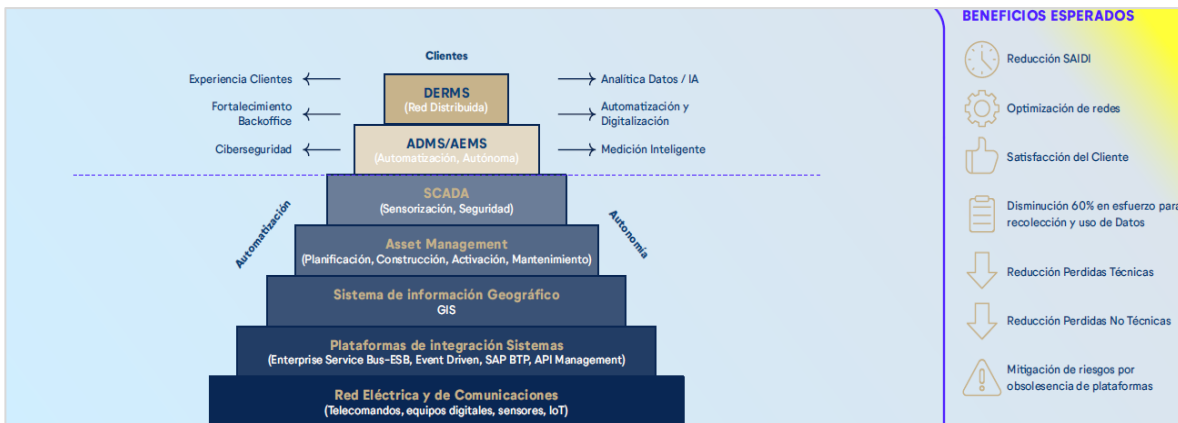 Clientes
Experiencia Clientes
Fortalecimiento
Backoffice
Ciberseguridad
DERMS
(Red Distribuida)
ADMS/AEMS
(Automatización, Autónoma)
Analítica Datos / IA
Automatización y
Digitalización
Medición Inteligente
Automatización
Autonomía
SCADA
(Sensorización, Seguridad)
Asset Management
(Planificación, Construcción, Activación, Mantenimiento)
Sistema de información Geográfico
GIS
Plataformas de integración Sistemas
(Enterprise Service Bus-ESB, Event Driven, SAP BTP, API Management)
Red Eléctrica y de Comunicaciones
(Telecomandos, equipos digitales, sensores, IoT)
BENEFICIOS ESPERADOS
Reducción SAIDI
Optimización de redes
Satisfacción del Cliente
Disminución 60% en esfuerzo para
recolección y uso de Datos
Reducción Perdidas Técnicas
Reducción Perdidas No Técnicas
Mitigación de riesgos por
obsolesencia de plataformas